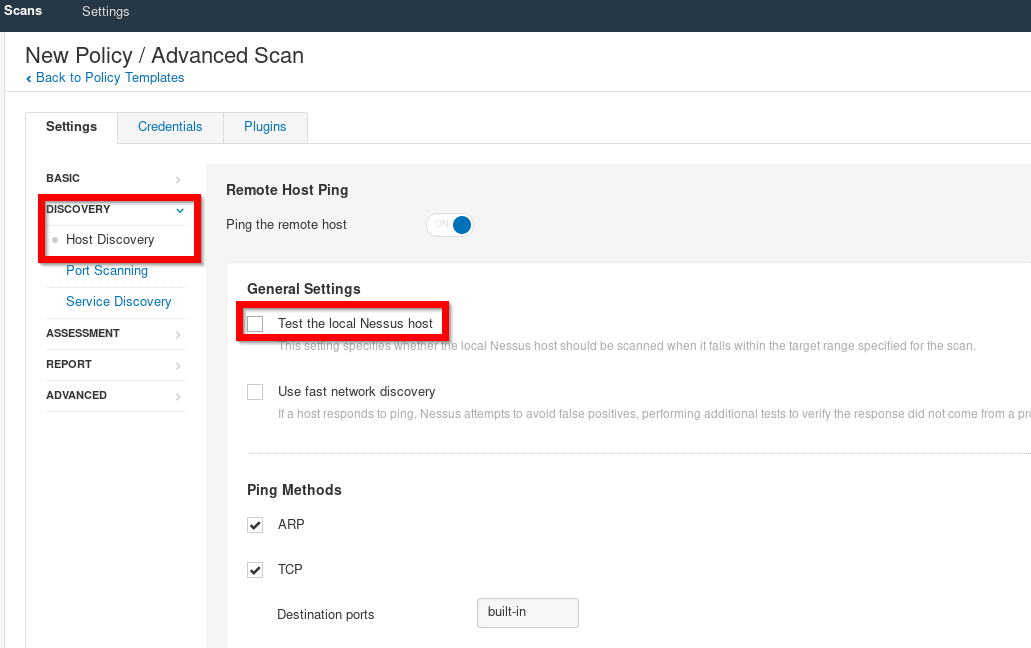 Scans Settings
New Policy / Advanced Scan
‹ Back to Policy Templates
Settings Credentials Plugins
BASIC
DISCOVERY
Host Discovery
Port Scanning
Service Discovery
ASSESSMENT
REPORT
ADVANCED
Remote Host Ping
Ping the remote host ON
General Settings
Test the local Nessus host
This setting specifies whether the local Nessus host should be scanned when it falls within the target range specified for the scan.
Use fast network discovery
If a host responds to ping, Nessus attempts to avoid false positives, performing additional tests to verify the response did not come from a
Ping Methods
ARP
TCP
Destination ports built-in